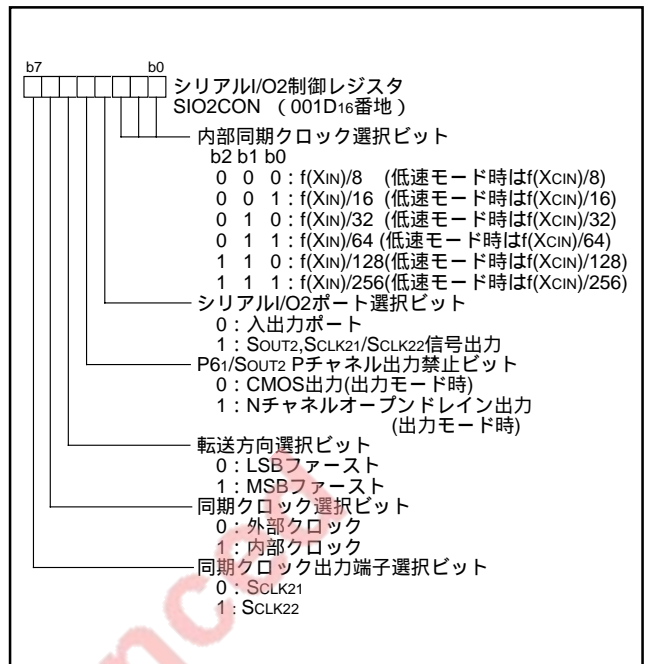 b7 b0
シリアルI/O2制御レジスタ
SIO2CON （001D16番地）
内部同期クロック選択ビット
b2 b1 b0
0 0 0：f(XIN)/8 (低速モード時はf(XCIN)/8)
0 0 1：f(XIN)/16 (低速モード時はf(XCIN)/16)
0 1 0：f(XIN)/32 (低速モード時はf(XCIN)/32)
0 1 1：f(XIN)/64 (低速モード時はf(XCIN)/64)
1 1 0：f(XIN)/128(低速モード時はf(XCIN)/128)
1 1 1：f(XIN)/256(低速モード時はf(XCIN)/256)
シリアルI/O2ポート選択ビット
0：入出力ポート
1：SOUT2,SCLK21/SCLK22信号出力
P61/SOUT2 Pチャネル出力禁止ビット
0：CMOS出力(出力モード時)
1：Nチャネルオープンドレイン出力
(出力モード時)
転送方向選択ビット
0：LSBファースト
1：MSBファースト
同期クロック選択ビット
0：外部クロック
1：内部クロック
同期クロック出力端子選択ビット
0：SCLK21
1：SCLK22
nced